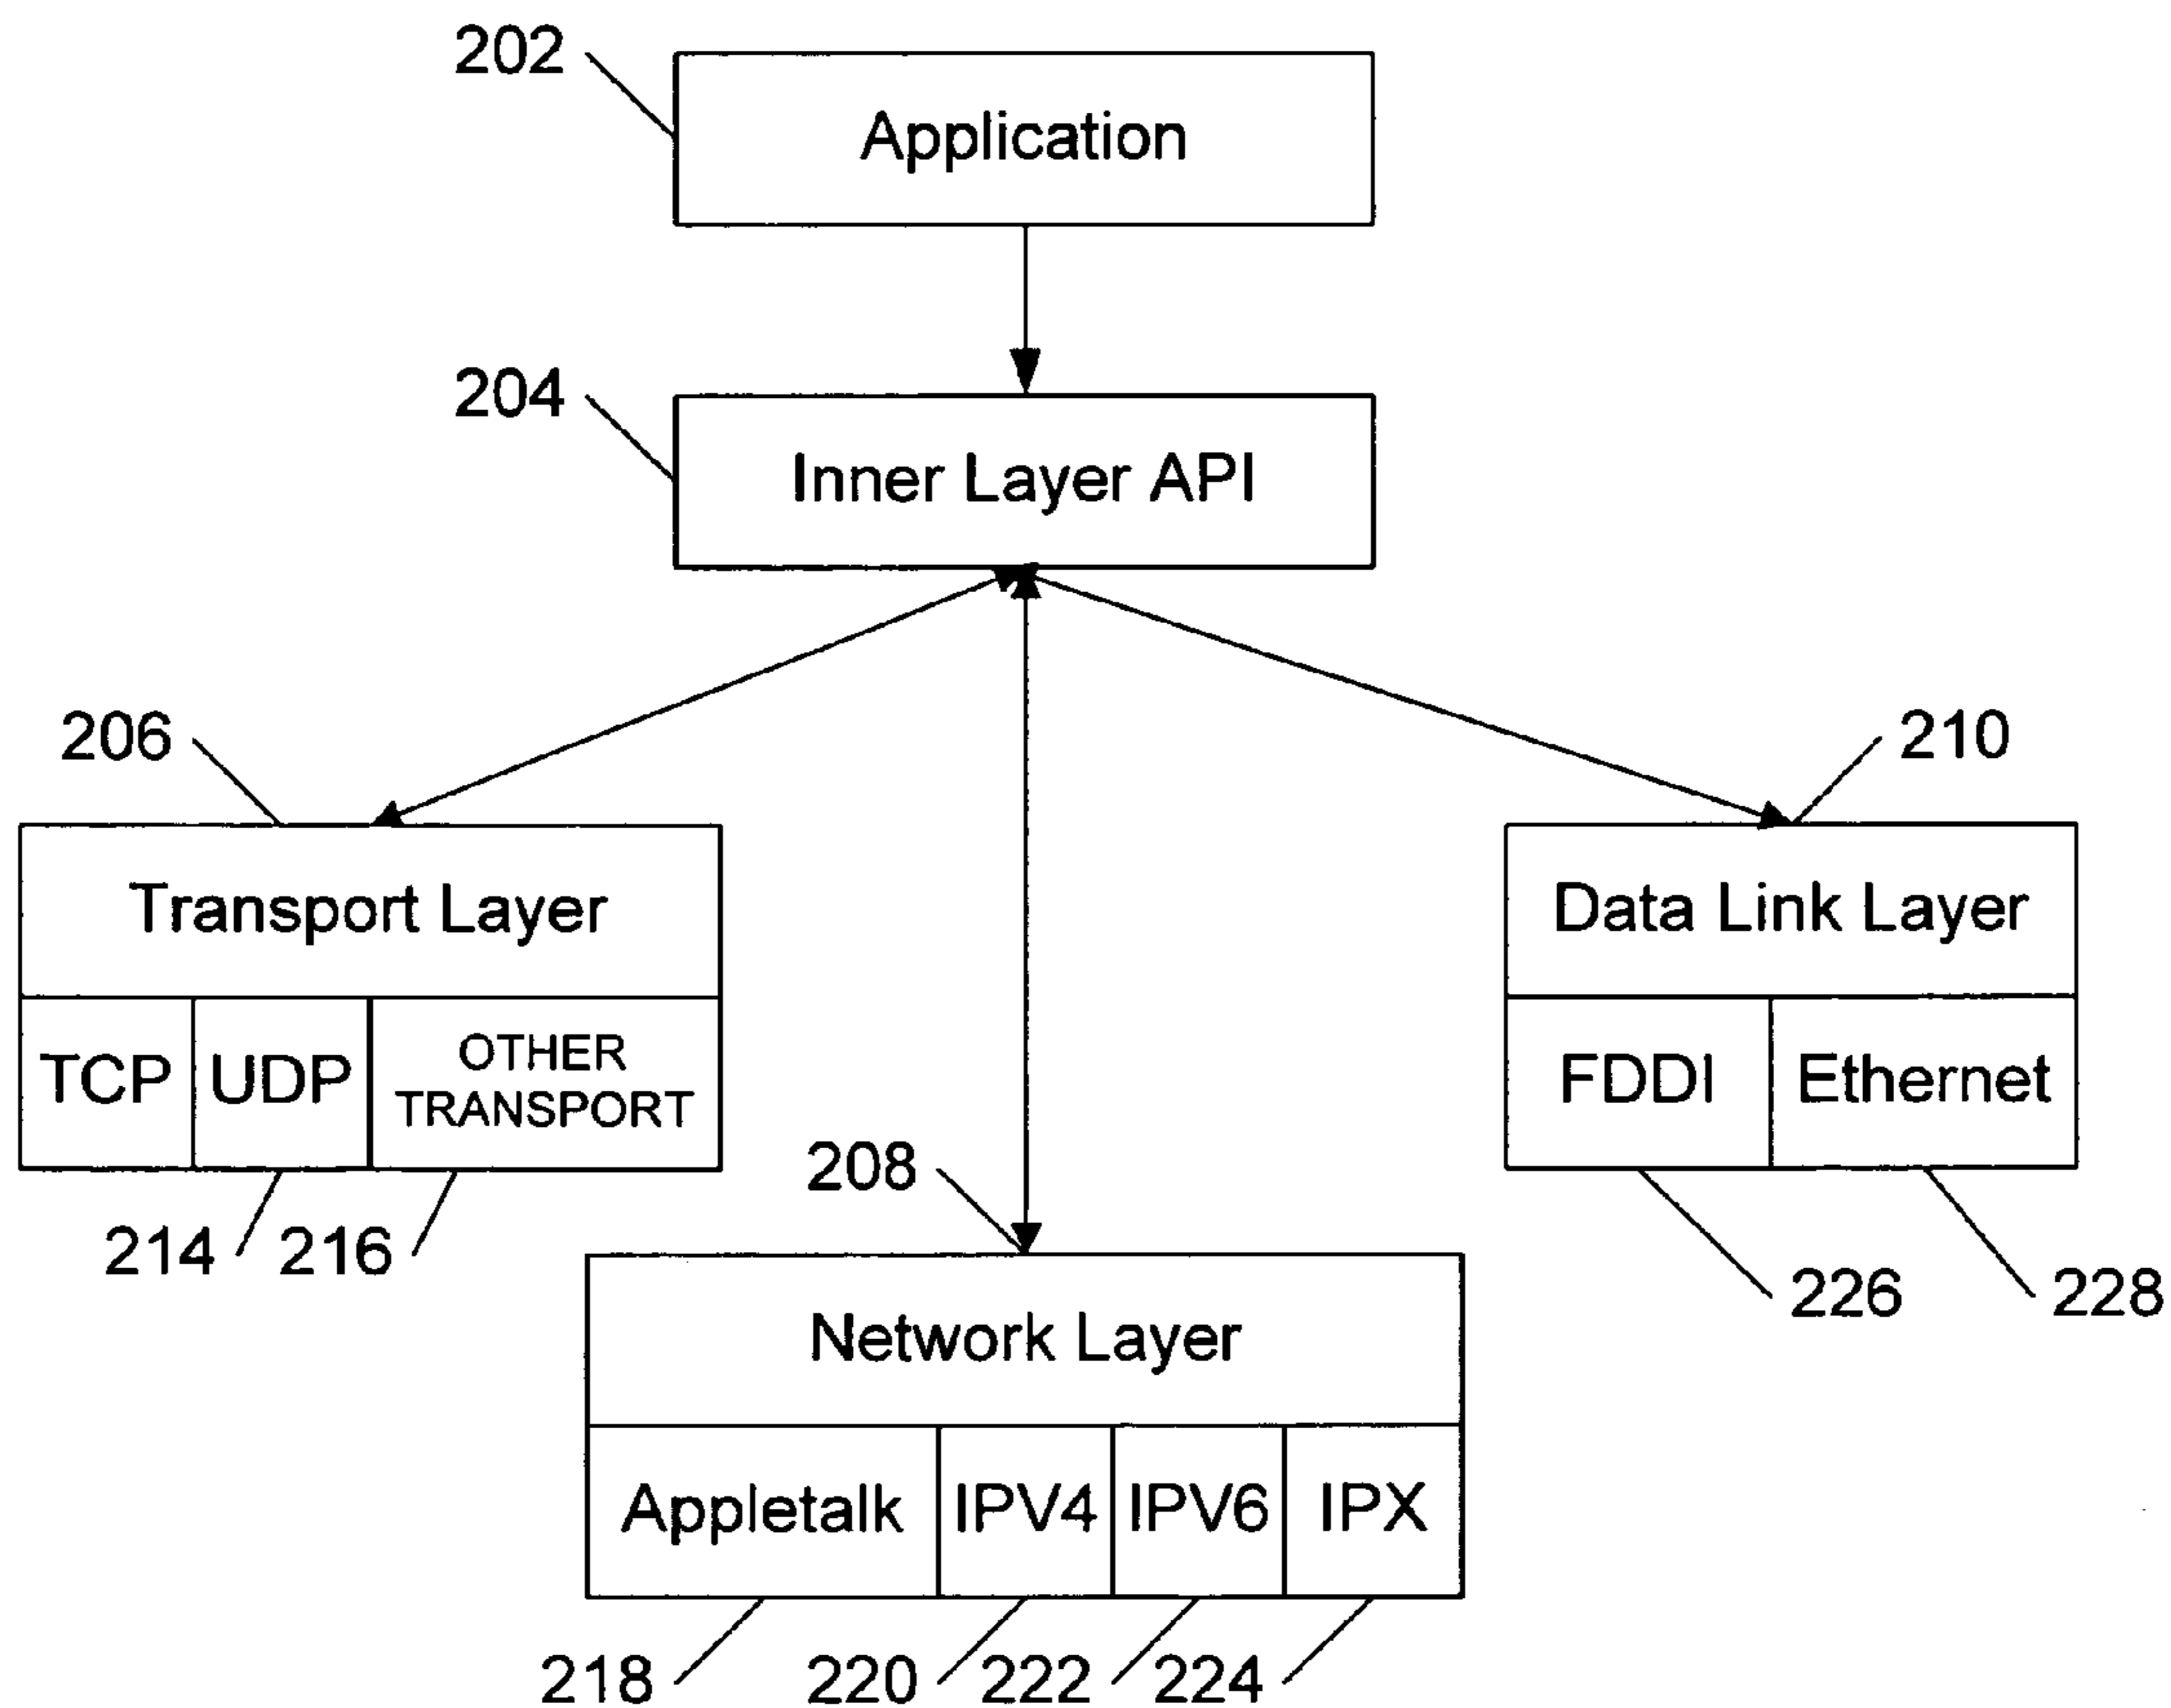 202
Application
204
Inner Layer API
206
210
Transport Layer
Data Link Layer
TCP
UDP
OTHER
TRANSPORT
FDDI
Ethernet
208
214
216
226
228
Network Layer
Appletalk
IPV4
IPV6
IPX
218
220
222
224